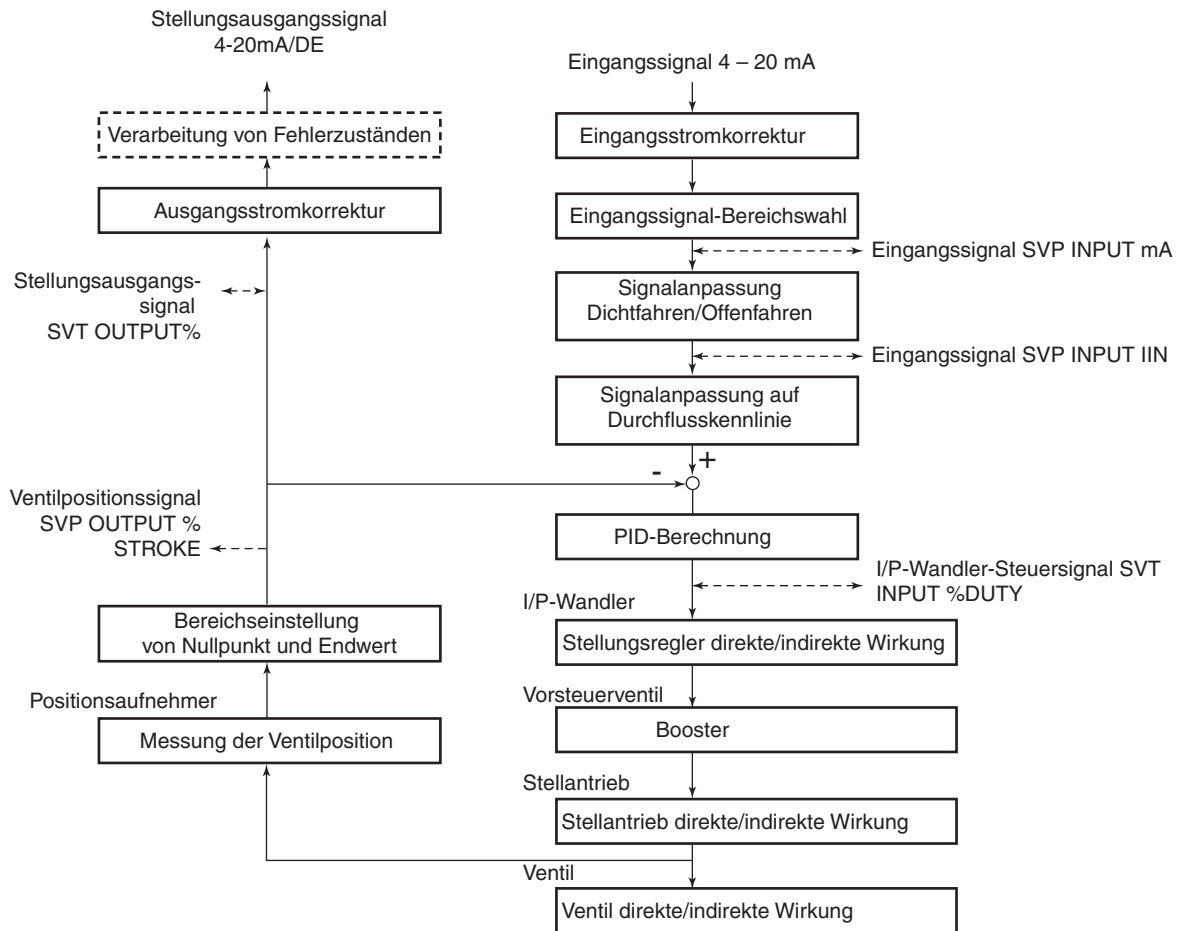 Stellungsausgangssignal
4-20mA/DE
Verarbeitung von Fehlerzuständen
Ausgangsstromkorrektur
Stellungsausgangs-
signal
SVT OUTPUT%
Ventilpositionssignal
SVP OUTPUT %
STROKE
Bereichseinstellung
von Nullpunkt und Endwert
Positionsaufnehmer
Messung der Ventilposition
Eingangssignal 4 – 20 mA
Eingangsstromkorrektur
Eingangssignal-Bereichswahl
Eingangssignal SVP INPUT mA
Signalanpassung
Dichtfahren/Offenfahren
Eingangssignal SVP INPUT IIN
Signalanpassung auf
Durchflusskennlinie
- +
PID-Berechnung
I/P-Wandler-Steuersignal SVT
INPUT %DUTY
I/P-Wandler
Stellungsregler direkte/indirekte Wirkung
Vorsteuerventil
Booster
Stellantrieb
Stellantrieb direkte/indirekte Wirkung
Ventil
Ventil direkte/indirekte Wirkung